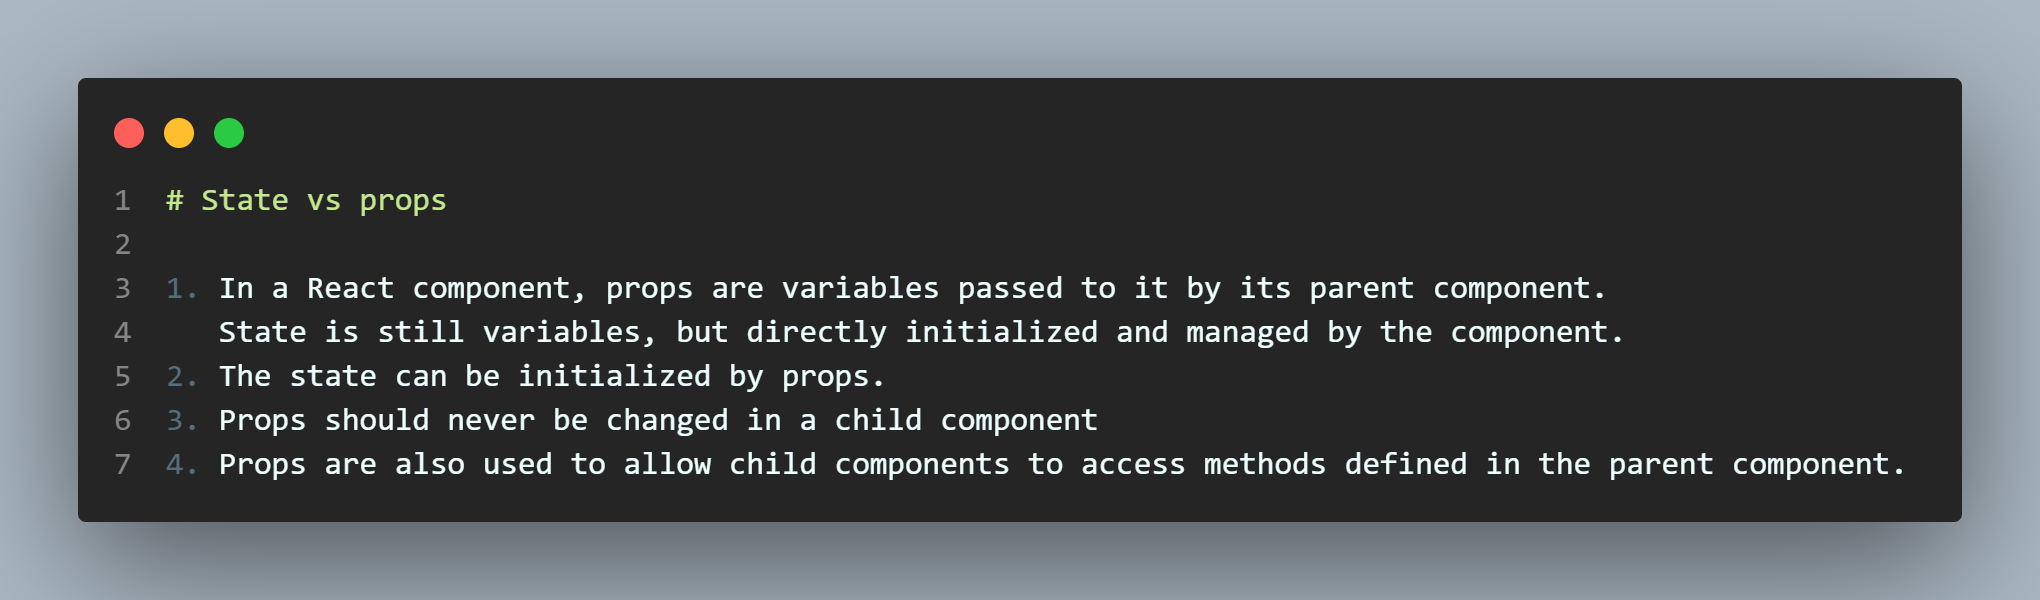 1 # State vs props
2
3 1. In a React component, props are variables passed to it by its parent component.
4 State is still variables, but directly initialized and managed by the component.
5 2. The state can be initialized by props.
6 3. Props should never be changed in a child component
7 4. Props are also used to allow child components to access methods defined in the parent component.